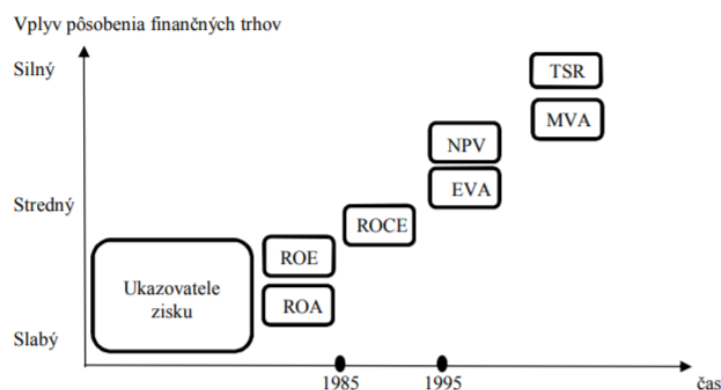 Vplyv pôsobenia finančných trhov
Silný
TSR
MVA
NPV
EVA
Stredný
ROCE
ROE
Ukazovatele
zisku
ROA
Slabý
1985
1995
čas